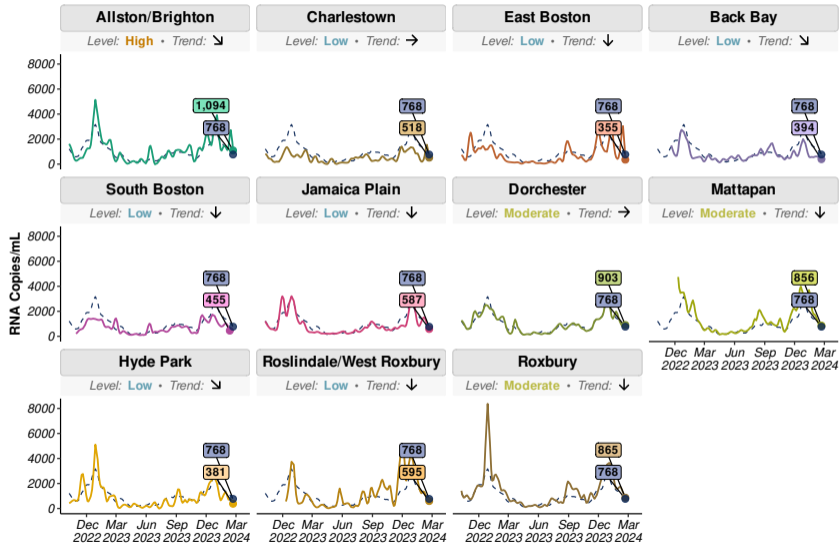 Allston/Brighton
Level: High • Trend: ↘
Charlestown
Level: Low • Trend: →
East Boston
Level: Low • Trend: ↓
Back Bay
Level: Low • Trend: ↘
8000
6000
4000
2000
0
1,094
768
768
518
768
355
768
394
South Boston
Level: Low • Trend: ↓
Jamaica Plain
Level: Low • Trend: ↓
Dorchester
Level: Moderate • Trend: →
Mattapan
Level: Moderate • Trend: ↓
RNA Copies/mL
8000
6000
4000
2000
0
768
455
768
587
903
768
856
768
Dec 2022
Mar 2023
Jun 2023
Sep 2023
Dec 2023
Mar 2024
Hyde Park
Level: Low • Trend: ↘
Roslindale/West Roxbury
Level: Low • Trend: ↓
Roxbury
Level: Moderate • Trend: ↓
8000
6000
4000
2000
0
768
381
768
595
865
768
Dec 2022
Mar 2023
Jun 2023
Sep 2023
Dec 2023
Mar 2024
Dec 2022
Mar 2023
Jun 2023
Sep 2023
Dec 2023
Mar 2024
Dec 2022
Mar 2023
Jun 2023
Sep 2023
Dec 2023
Mar 2024